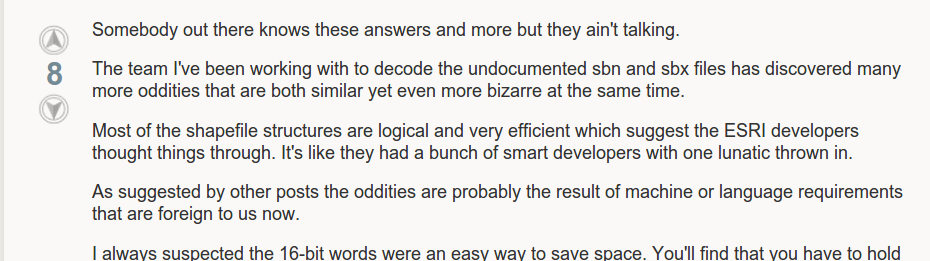 Somebody out there knows these answers and more but they ain't talking.
8
The team I've been working with to decode the undocumented sbn and sbx files has discovered many
more oddities that are both similar yet even more bizarre at the same time.
Most of the shapefile structures are logical and very efficient which suggest the ESRI developers
thought things through. It's like they had a bunch of smart developers with one lunatic thrown in.
As suggested by other posts the oddities are probably the result of machine or language requirements
that are foreign to us now.
I always suspected the 16-bit words were an easy way to save space. You'll find that you have to hold